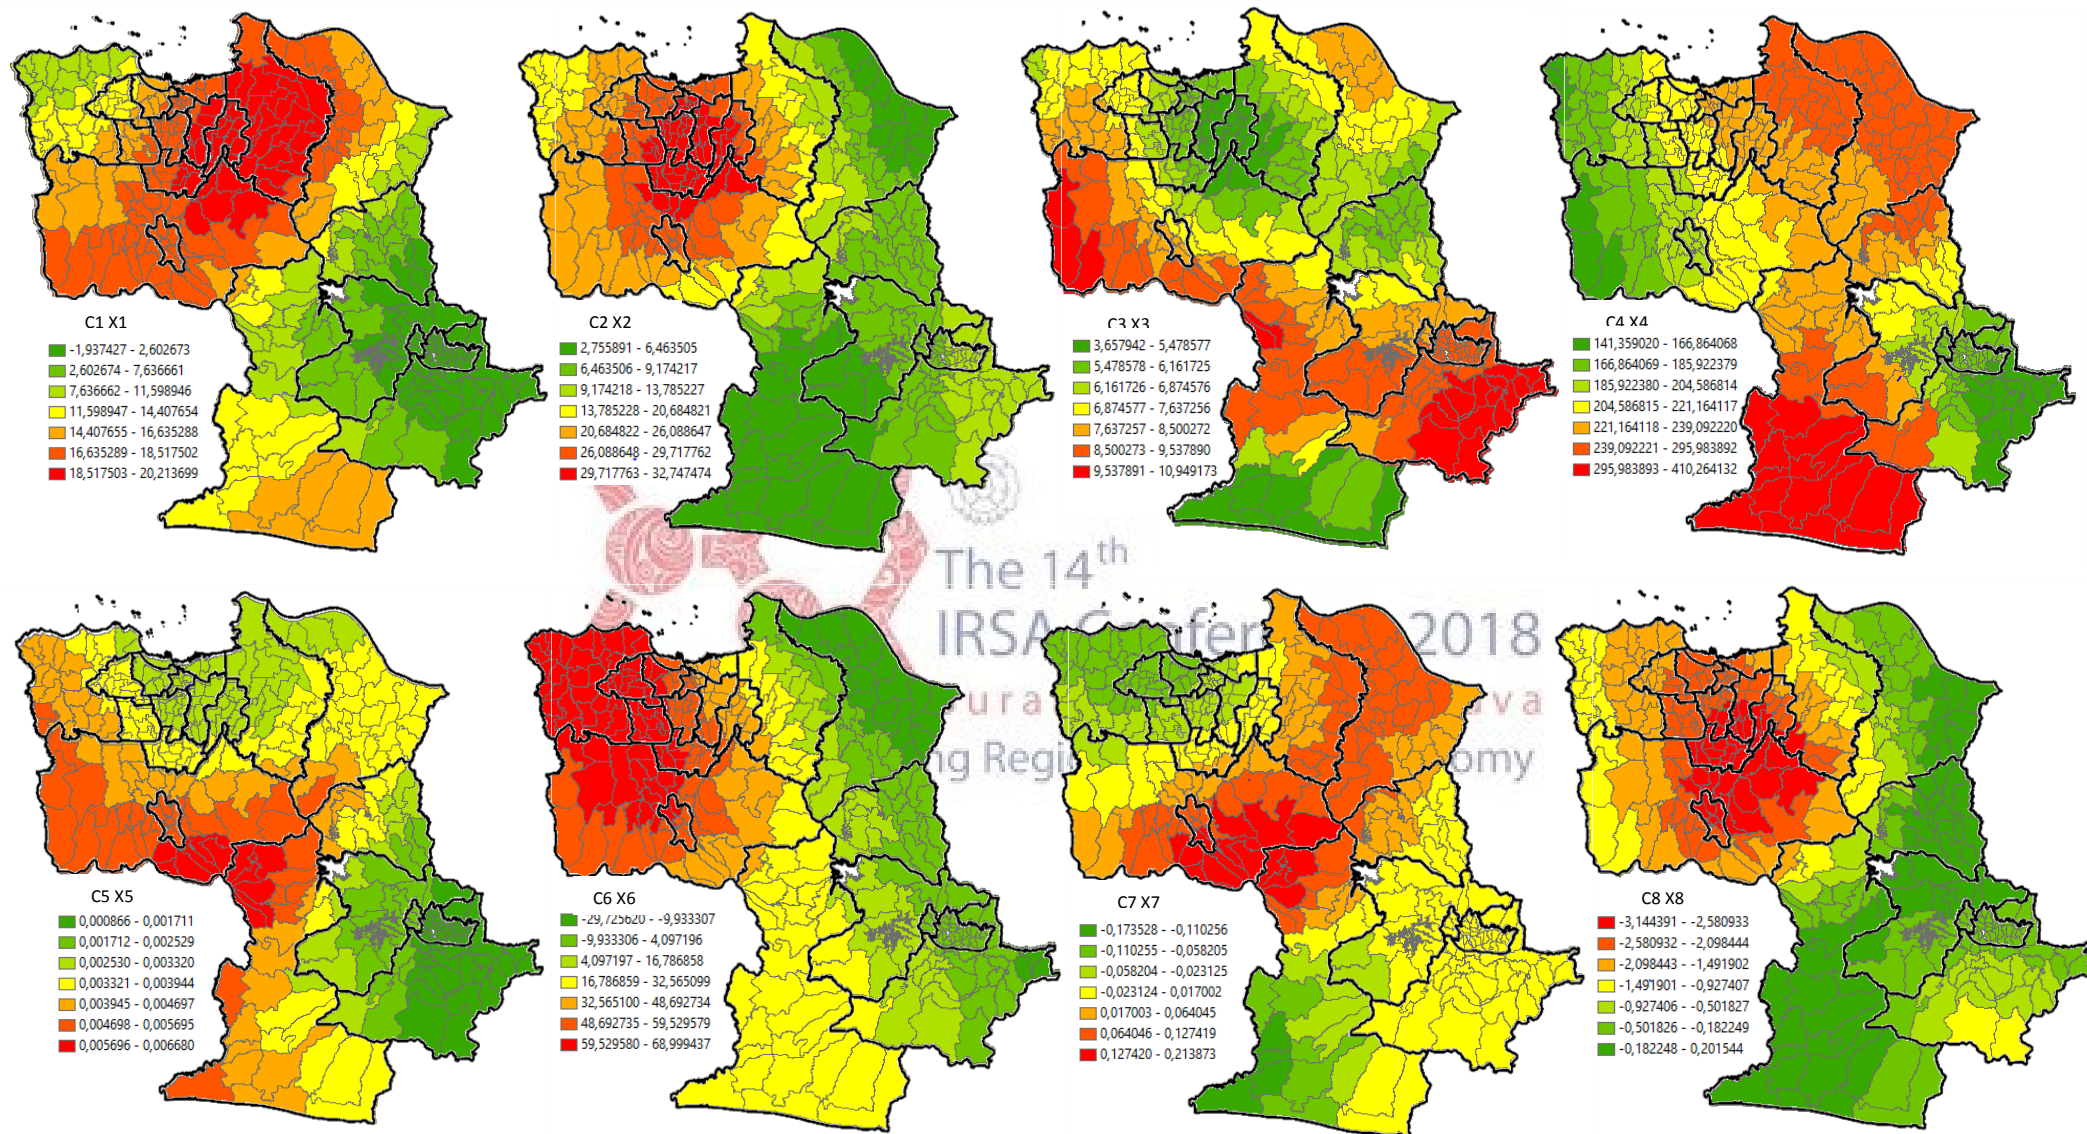 C1 X1
-1,937427 - 2,602673
2,602674 - 7,636661
7,636662 - 11,598946
11,598947 - 14,407654
14,407655 - 16,635288
16,635289 - 18,517502
18,517503 - 20,213699
C2 X2
2,755891 - 6,463505
6,463506 - 9,174217
9,174218 - 13,785227
13,785228 - 20,684821
20,684822 - 26,088647
26,088648 - 29,717762
29,717763 - 32,747474
C3 X3
3,657942 - 5,478577
5,478578 - 6,161725
6,161726 - 6,874576
6,874577 - 7,637256
7,637257 - 8,500272
8,500273 - 9,537890
9,537891 - 10,949173
C4 X4
141,359020 - 166,864068
166,864069 - 185,922379
185,922380 - 204,586814
204,586815 - 221,164117
221,164118 - 239,092220
239,092221 - 295,983892
295,983893 - 410,264132
The 14th
IRSA Confer 2018
ura va
ng Regi omy
C5 X5
0,000866 - 0,001711
0,001712 - 0,002529
0,002530 - 0,003320
0,003321 - 0,003944
0,003945 - 0,004697
0,004698 - 0,005695
0,005696 - 0,006680
C6 X6
-29,725620 - -9,933307
-9,933306 - 4,097196
4,097197 - 16,786858
16,786859 - 32,565099
32,565100 - 48,692734
48,692735 - 59,529579
59,529580 - 68,999437
C7 X7
-0,173528 - -0,110256
-0,110255 - -0,058205
-0,058204 - -0,023125
-0,023124 - 0,017002
0,017003 - 0,064045
0,064046 - 0,127419
0,127420 - 0,213873
C8 X8
-3,144391 - -2,580933
-2,580932 - -2,098444
-2,098443 - -1,491902
-1,491901 - -0,927407
-0,927406 - -0,501827
-0,501826 - -0,182249
-0,182248 - 0,201544